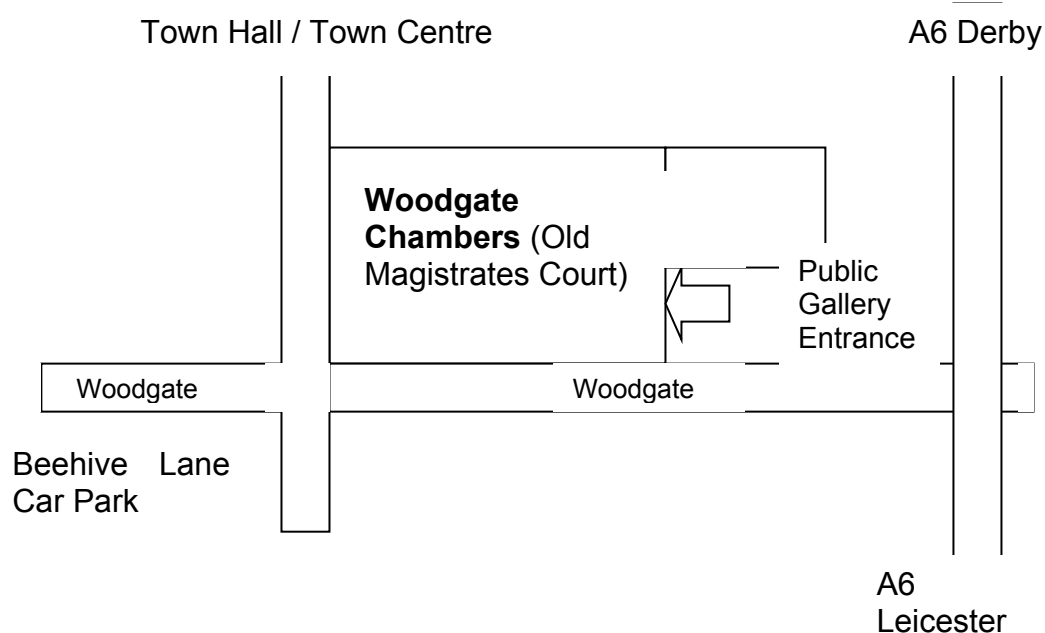 Town Hall / Town Centre
A6 Derby
Woodgate
Chambers (Old
Magistrates Court)
Public
Gallery
Entrance
Woodgate
Woodgate
Beehive Lane
Car Park
A6
Leicester